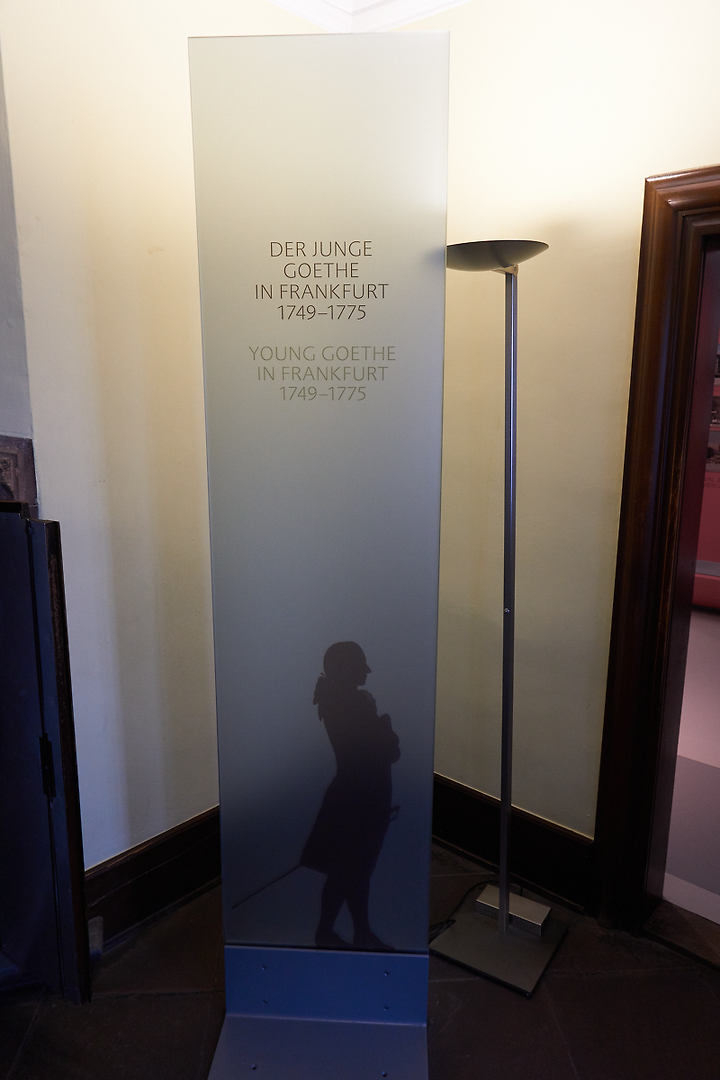 DER JUNGE
GOETHE
IN FRANKFURT
1749–1775
YOUNG GOETHE
IN FRANKFURT
1749–1775